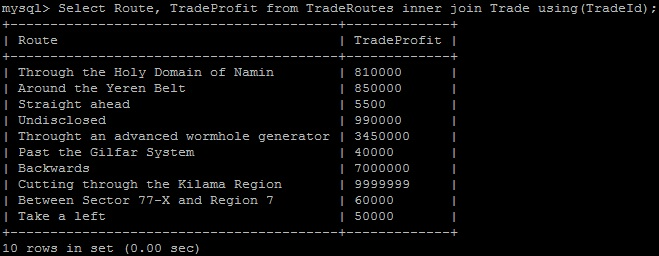 mysql> Select Route, TradeProfit from TradeRoutes inner join Trade using(TradeId);
+--------------------------------------+-------------+
| Route                                | TradeProfit |
+--------------------------------------+-------------+
| Through the Holy Domain of Namin     | 810000      |
| Around the Yeren Belt                | 850000      |
| Straight ahead                       | 5500        |
| Undisclosed                          | 990000      |
| Throught an advanced wormhole generator | 3450000     |
| Past the Gilfar System               | 40000       |
| Backwards                            | 7000000     |
| Cutting through the Kilama Region    | 9999999     |
| Between Sector 77-X and Region 7     | 60000       |
| Take a left                          | 50000       |
+--------------------------------------+-------------+
10 rows in set (0.00 sec)